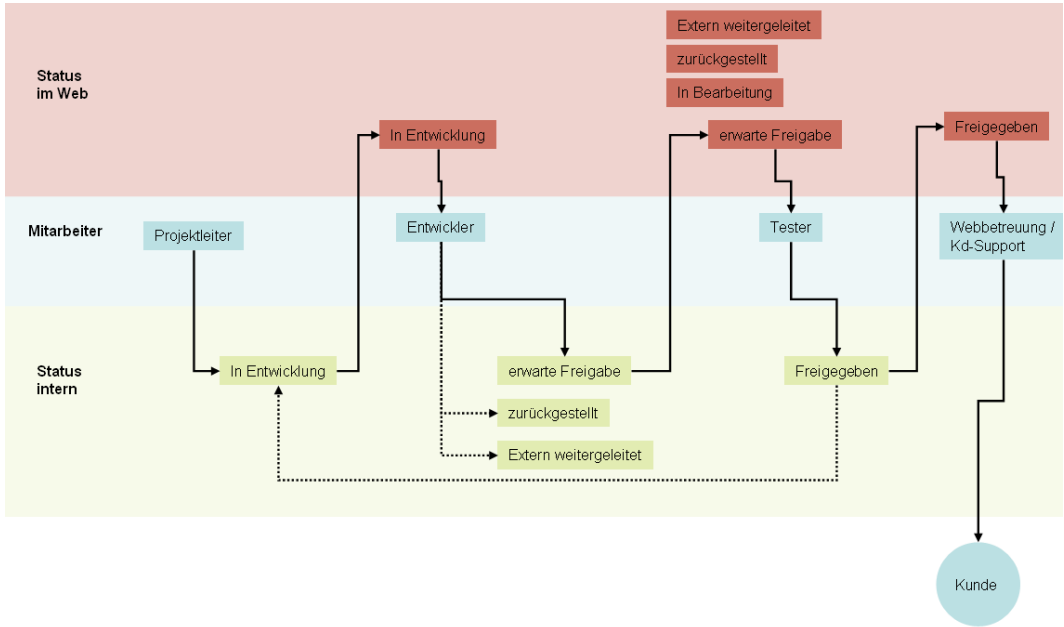 Status
im Web
Extern weitergeleitet
zurückgestellt
In Bearbeitung
In Entwicklung
erwarte Freigabe
Freigegeben
Mitarbeiter
Projektleiter
Entwickler
Tester
Webbetreuung /
Kd-Support
Status
intern
In Entwicklung
erwarte Freigabe
Freigegeben
zurückgestellt
Extern weitergeleitet
Kunde